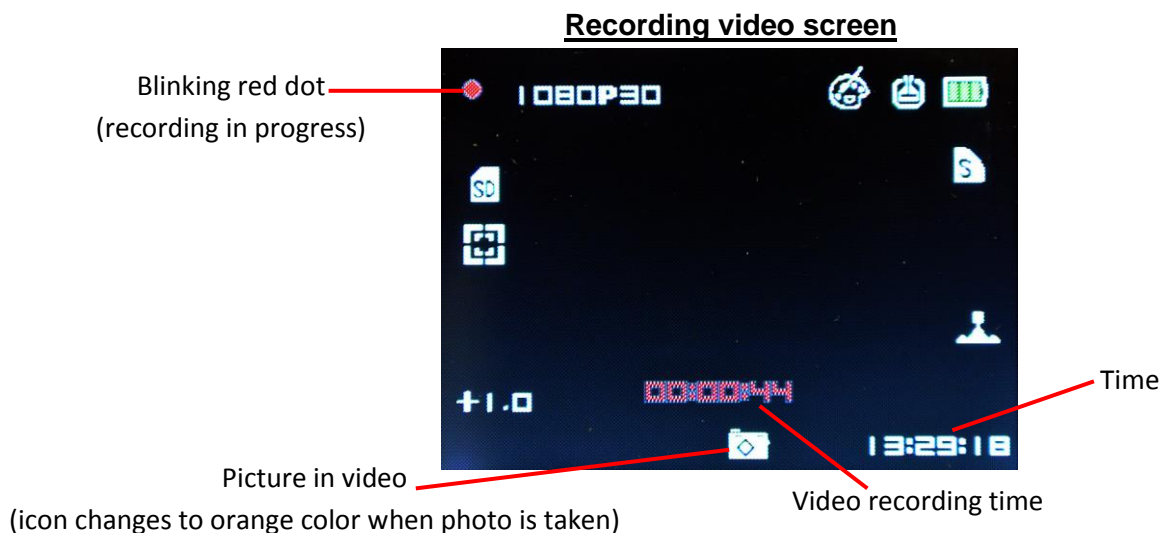 Recording video screen
Blinking red dot
(recording in progress)
1080P30
SD
S
+1.0
00:00:44
Time
13:29:18
Picture in video
(icon changes to orange color when photo is taken)
Video recording time